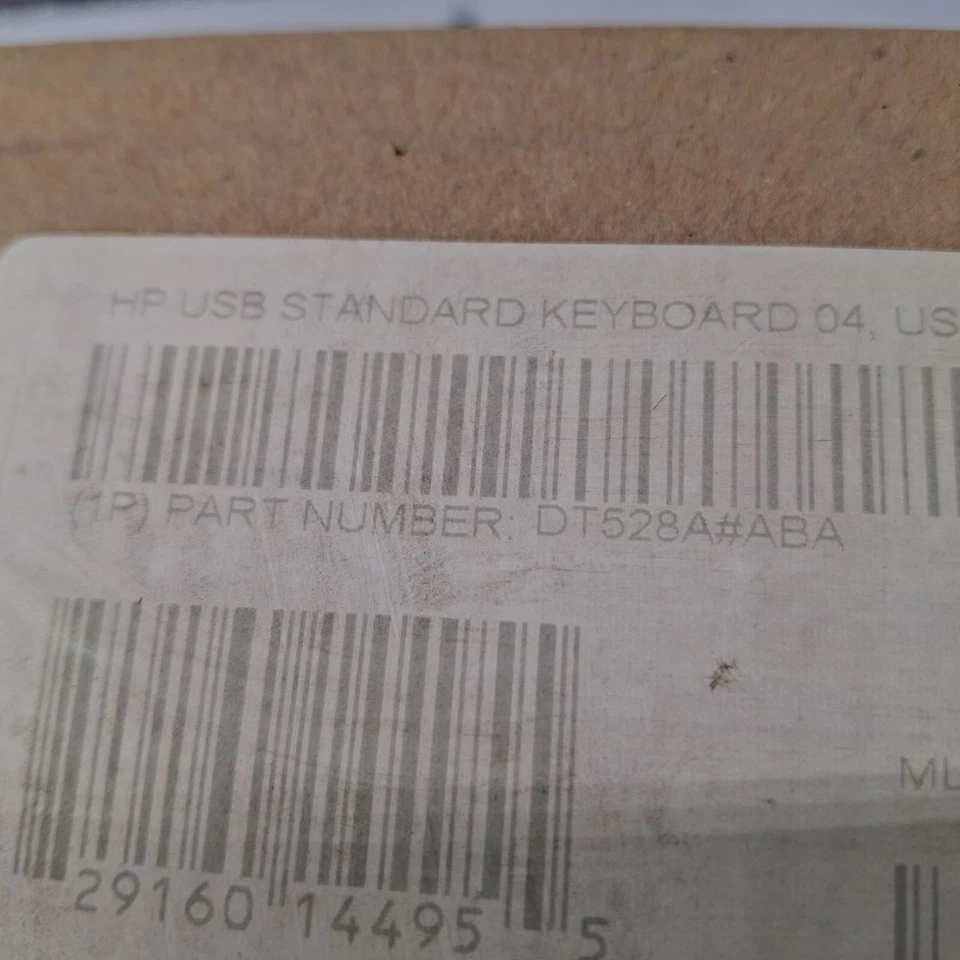 HP USB STANDARD KEYBOARD 04, US
(1P) PART NUMBER: DT528A#ABA
ML
29160 14495 5